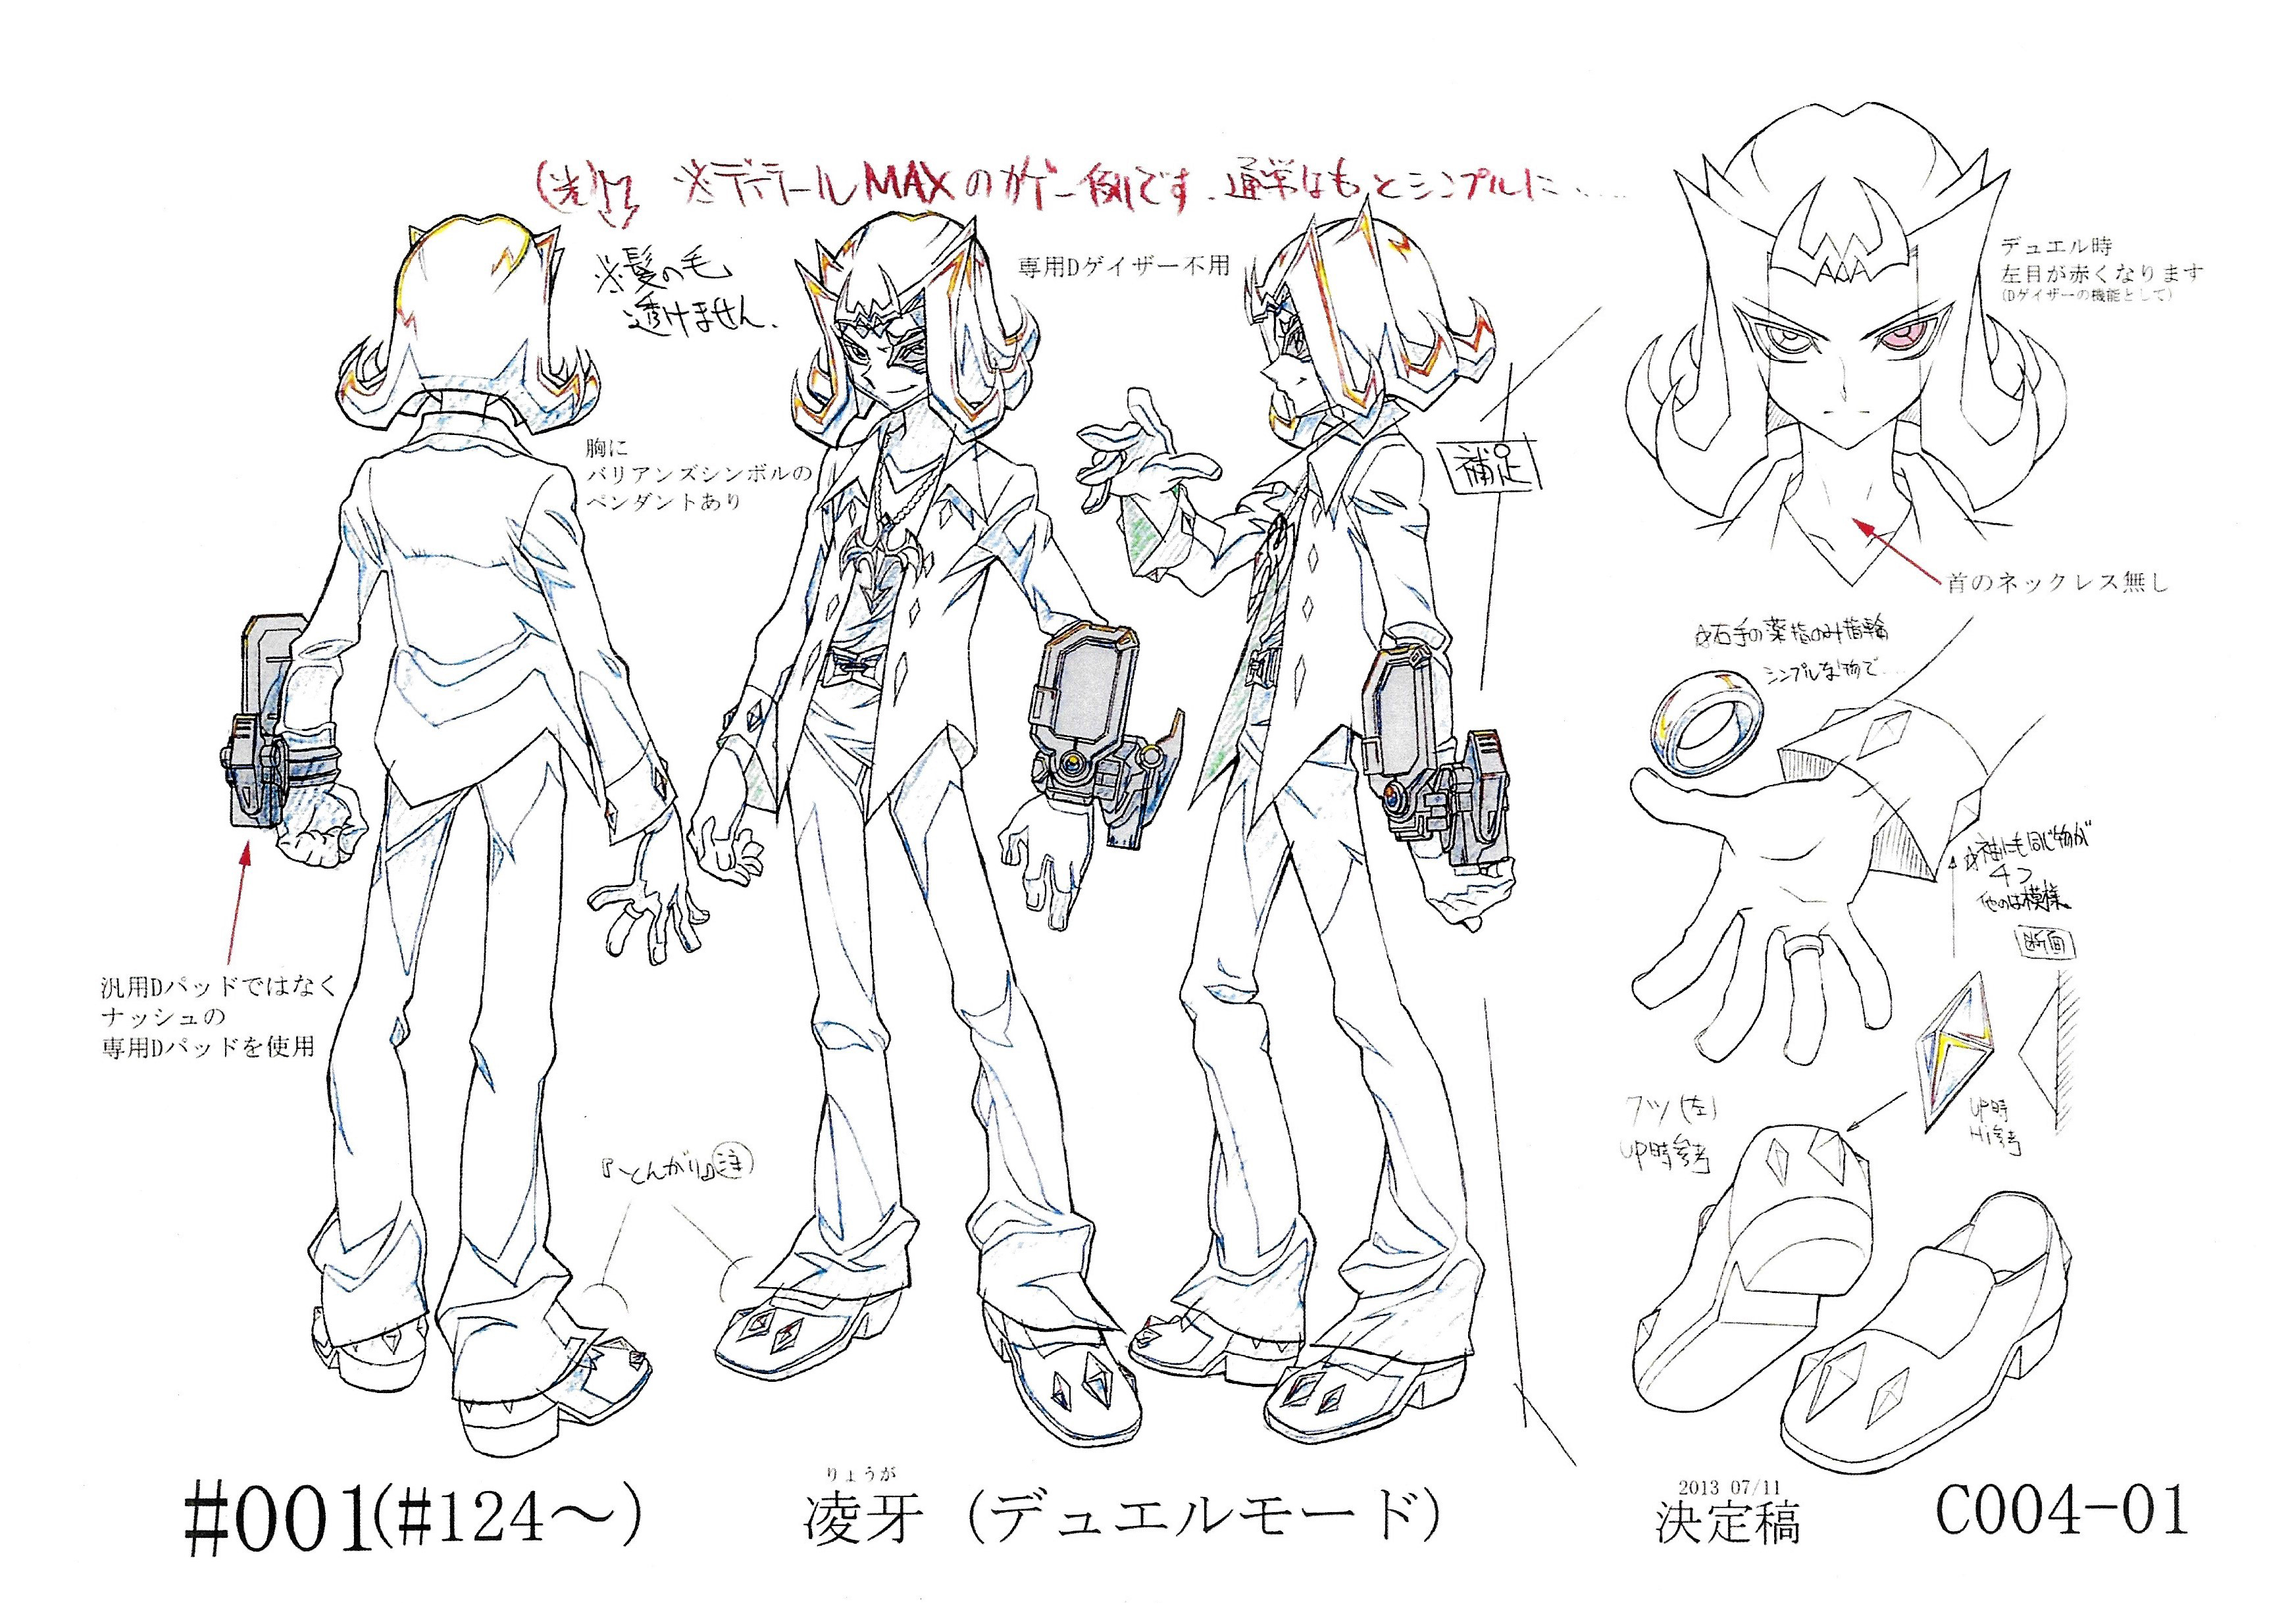 ※ディテールMAXのカゲ一例です。通常はもっとシンプルに……
※髪の毛
透けません.
専用Dゲイザー不用
デュエル時
左目が赤くなります
(Dゲイザーの機能として)
胸に
バリアンズシンボルの
ペンダントあり
補足
首のネックレス無し
☆右手の薬指のみ指輪
シンプルな物で…
☆袖にも同じ物が
4つ
他のは模様。
断面
汎用Dパッドではなく
ナッシュの
専用Dパッドを使用
UP時
Hi参考
クツ(左)
UP時参考
『とんがり』注
#001(#124～)
りょうが
凌牙 (デュエルモード)
2013 07/11
決定稿
C004-01